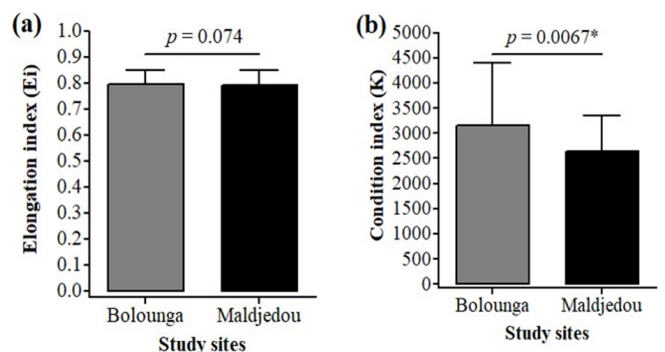 (a)
p = 0.074
Elongation index (Ei)
1.0
0.9
0.8
0.7
0.6
0.5
0.4
0.3
0.2
0.1
0.0
Bolounga Maldjedou
Study sites
(b)
p = 0.0067*
Condition index (K)
5000
4500
4000
3500
3000
2500
2000
1500
1000
500
0
Bolounga Maldjedou
Study sites